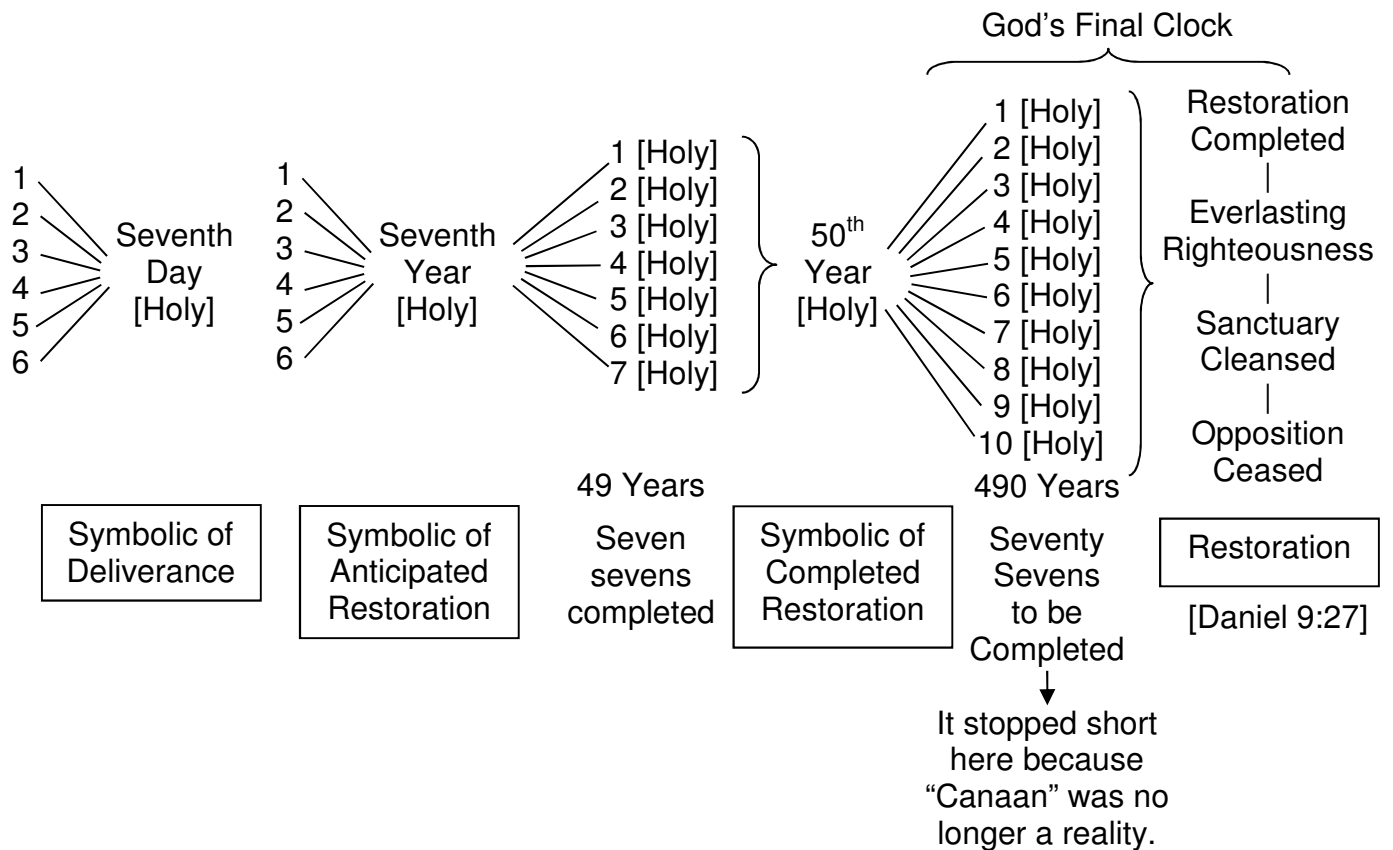 God’s Final Clock
1
2
3
4
5
6
Seventh
Day
[Holy]
1
2
3
4
5
6
Seventh
Year
[Holy]
1 [Holy]
2 [Holy]
3 [Holy]
4 [Holy]
5 [Holy]
6 [Holy]
7 [Holy]
50th
Year
[Holy]
1 [Holy]
2 [Holy]
3 [Holy]
4 [Holy]
5 [Holy]
6 [Holy]
7 [Holy]
8 [Holy]
9 [Holy]
10 [Holy]
Restoration
Completed
Everlasting
Righteousness
Sanctuary
Cleansed
Opposition
Ceased
Symbolic of
Deliverance
Symbolic of
Anticipated
Restoration
49 Years
Seven
sevens
completed
Symbolic of
Completed
Restoration
490 Years
Seventy
Sevens
to be
Completed
It stopped short
here because
“Canaan” was no
longer a reality.
Restoration
[Daniel 9:27]